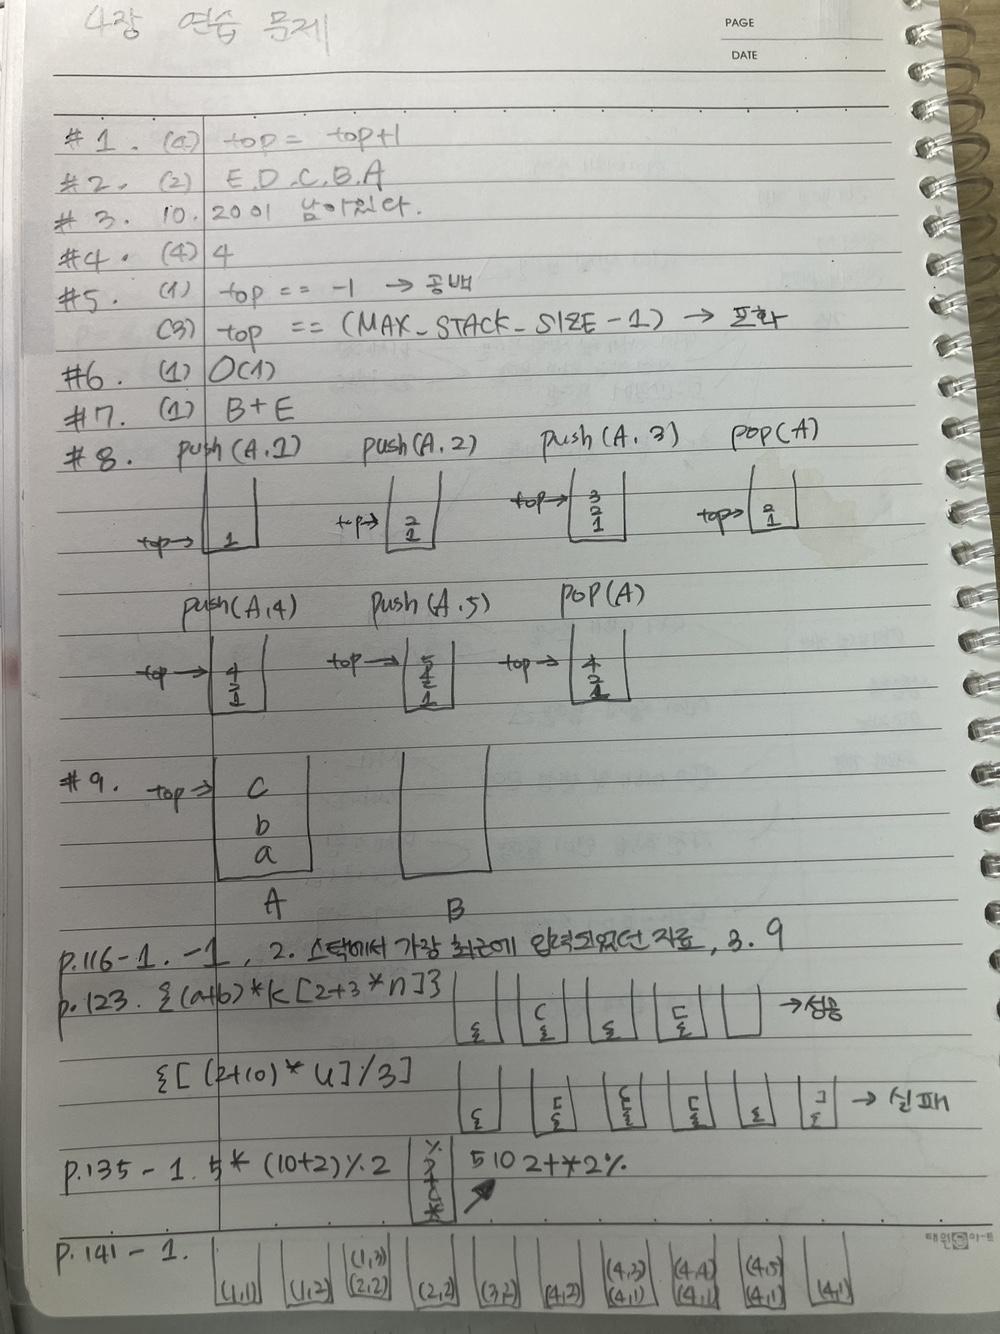 4장 연습 문제
PAGE
DATE
#1. (4) top = top+1
#2. (2) E.D.C.B.A
#3. 10. 20이 남아있다.
#4. (4) 4
#5. (1) top == -1 → 공백
(3) top == (MAX_STACK_SIZE-1) → 포화
#6. (1) O(1)
#7. (1) B+E
#8. push(A.1) push(A.2) push(A.3) pop(A)
3
2 2 2
top→ 1 top→ 1 top→ 1 top→ 1
push(A.4) push(A.5) pop(A)
5
4 4 4
2 2 2
top→ 1 top→ 1 top→ 1
#9. top→ c
b
a
A B
p.116-1. -1, 2. 스택에서 가장 최근에 입력되었던 자료, 3. 9
p.123. {(a+b)*k[2+3*n]} → 성공
{[(2+10)*4]/3] → 실패
p.135-1. 5*(10+2)%2 5 10 2+*2%
p.141-1.
(1,3) (4,3) (4,4) (4,5)
(1,1) (1,2) (2,2) (2,2) (3,2) (4,2) (4,1) (4,1) (4,1) (4,1)